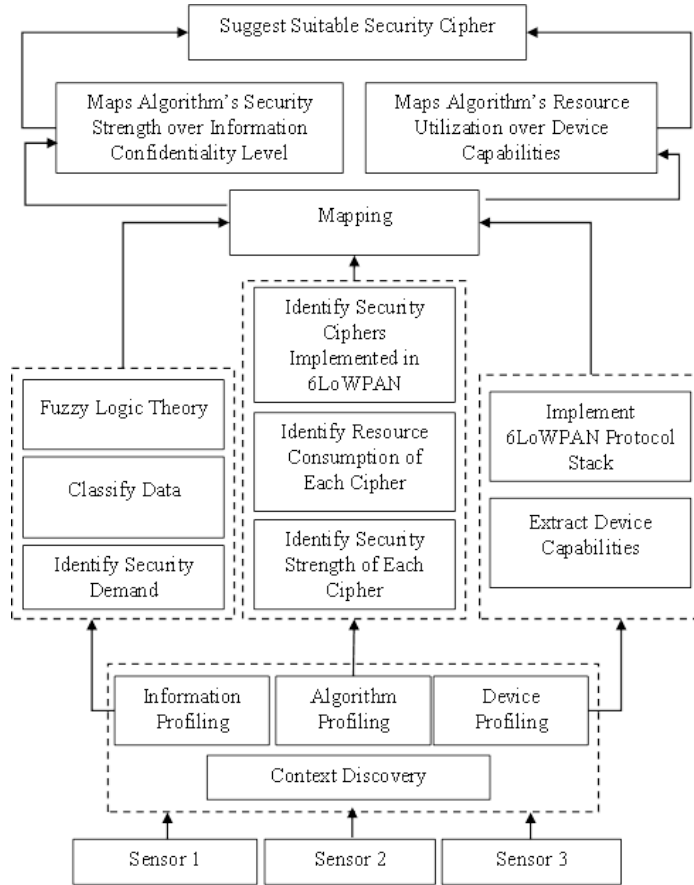 Suggest Suitable Security Cipher
Maps Algorithm's Security
Strength over Information
Confidentiality Level
Maps Algorithm's Resource
Utilization over Device
Capabilities
Mapping
Fuzzy Logic Theory
Classify Data
Identify Security
Demand
Identify Security
Ciphers
Implemented in
6LoWPAN
Identify Resource
Consumption of
Each Cipher
Identify Security
Strength of Each
Cipher
Implement
6LoWPAN Protocol
Stack
Extract Device
Capabilities
Information
Profiling
Algorithm
Profiling
Device
Profiling
Context Discovery
Sensor 1
Sensor 2
Sensor 3